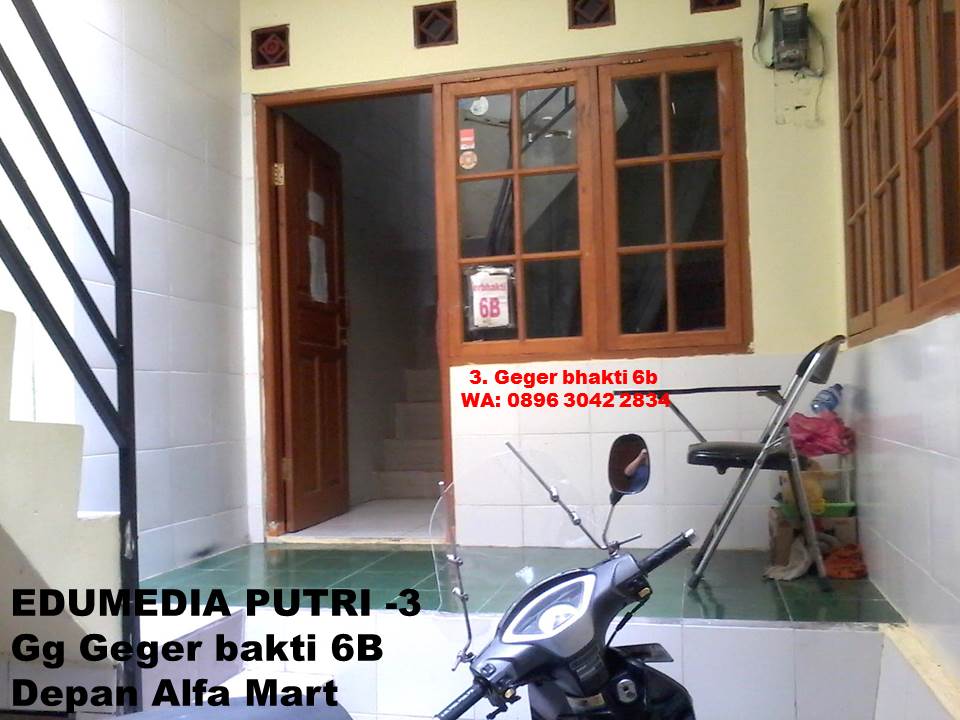 erbhakti
6B
3. Geger bhakti 6b
WA: 0896 3042 2834
EDUMEDIA PUTRI -3
Gg Geger bakti 6B
Depan Alfa Mart